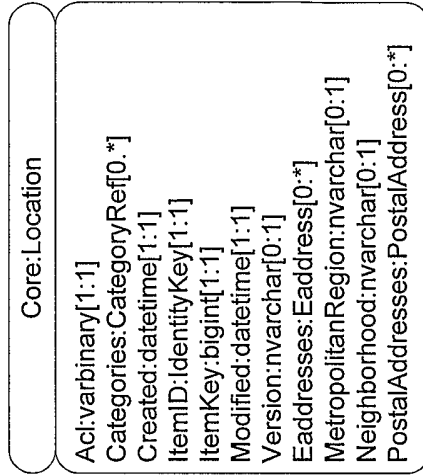 Core:Location
Acl:varbinary[1:1]
Categories:CategoryRef[0..*]
Created:datetime[1:1]
ItemID:IdentityKey[1:1]
ItemKey:bigint[1:1]
Modified:datetime[1:1]
Version:nvarchar[0:1]
Eaddresses:Eaddress[0:*]
MetropolitanRegion:nvarchar[0:1]
Neighborhood:nvarchar[0:1]
PostalAddresses:PostalAddress[0:*]